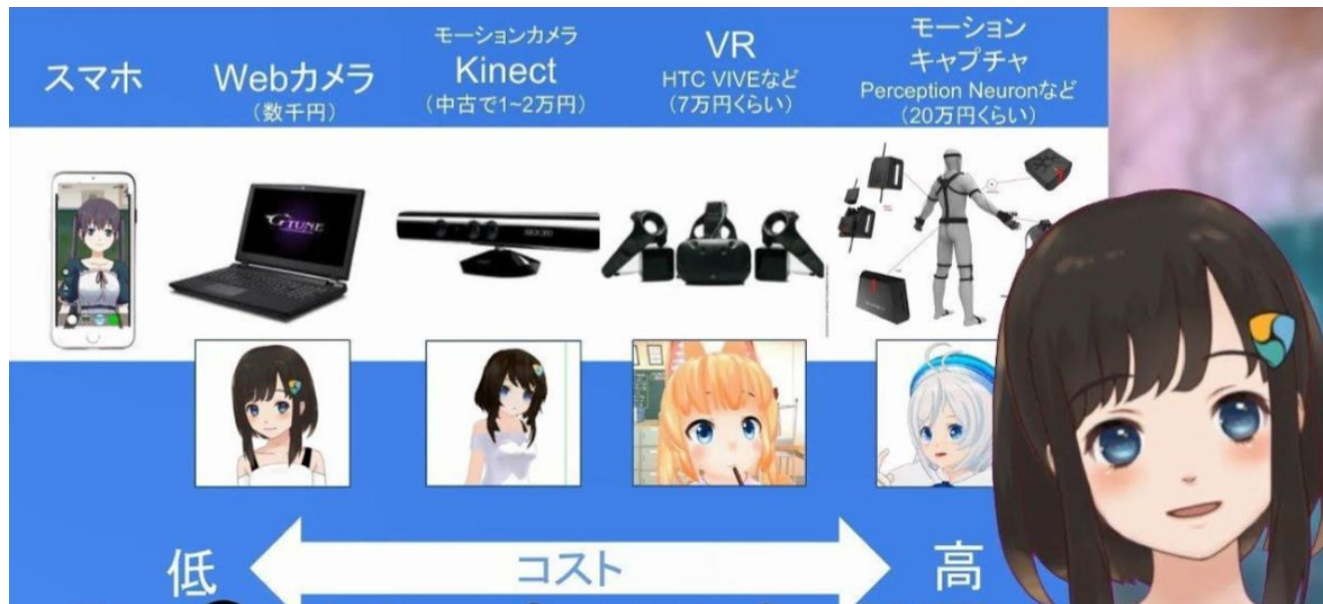 スマホ
Webカメラ
(数千円)
モーションカメラ
Kinect
(中古で1~2万円)
VR
HTC VIVEなど
(7万円くらい)
モーション
キャプチャ
Perception Neuronなど
(20万円くらい)
G TUNE
XBOX360
低
コスト
高